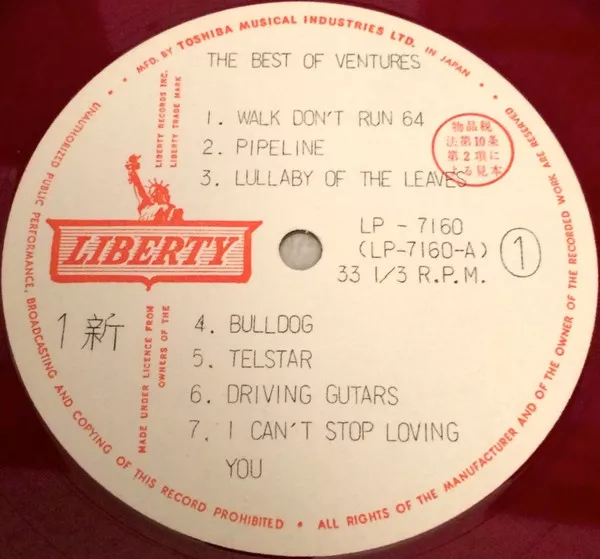 MFD. BY TOSHIBA MUSICAL INDUSTRIES LTD. IN JAPAN
THE BEST OF VENTURES
LIBERTY RECORDS INC.
LIBERTY TRADE MARK
1. WALK DON'T RUN 64
2. PIPELINE
3. LULLABY OF THE LEAVES
物品税
法第10条
第2項に
よる見本
LIBERTY
LP-7160
(LP-7160-A)
33 1/3 R.P.M.
1
1新
MADE UNDER LICENCE FROM
OWNERS OF THE
4. BULLDOG
5. TELSTAR
6. DRIVING GUTARS
7. I CAN'T STOP LOVING
YOU
UNAUTHORIZED PUBLIC PERFORMANCE, BROADCASTING AND COPYING OF THIS RECORD PROHIBITED • ALL RIGHTS OF THE MANUFACTURER AND OF THE OWNER OF THE RECORDED WORK ARE RESERVED